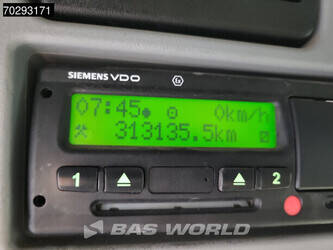 70293171
SIEMENS VDO
07:45 0km/h
313135.5km
1 2
BAS WORLD